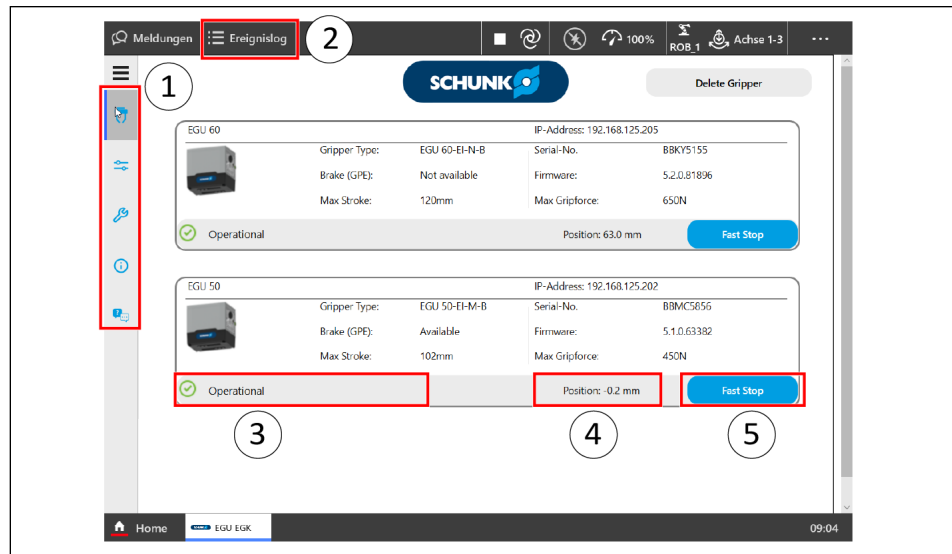 Meldungen
Ereignislog
2
100%
ROB_1
Achse 1-3
...
1
SCHUNK
Delete Gripper
EGU 60 IP-Address: 192.168.125.205
Gripper Type: EGU 60-EI-N-B Serial-No. BBKY5155
Brake (GPE): Not available Firmware: 5.2.0.81896
Max Stroke: 120mm Max Gripforce: 650N
Operational Position: 63.0 mm Fast Stop
EGU 50 IP-Address: 192.168.125.202
Gripper Type: EGU 50-EI-M-B Serial-No. BBMC5856
Brake (GPE): Available Firmware: 5.1.0.63382
Max Stroke: 102mm Max Gripforce: 450N
Operational Position: -0.2 mm Fast Stop
3 4 5
Home
SCHUNK
EGU EGK
09:04